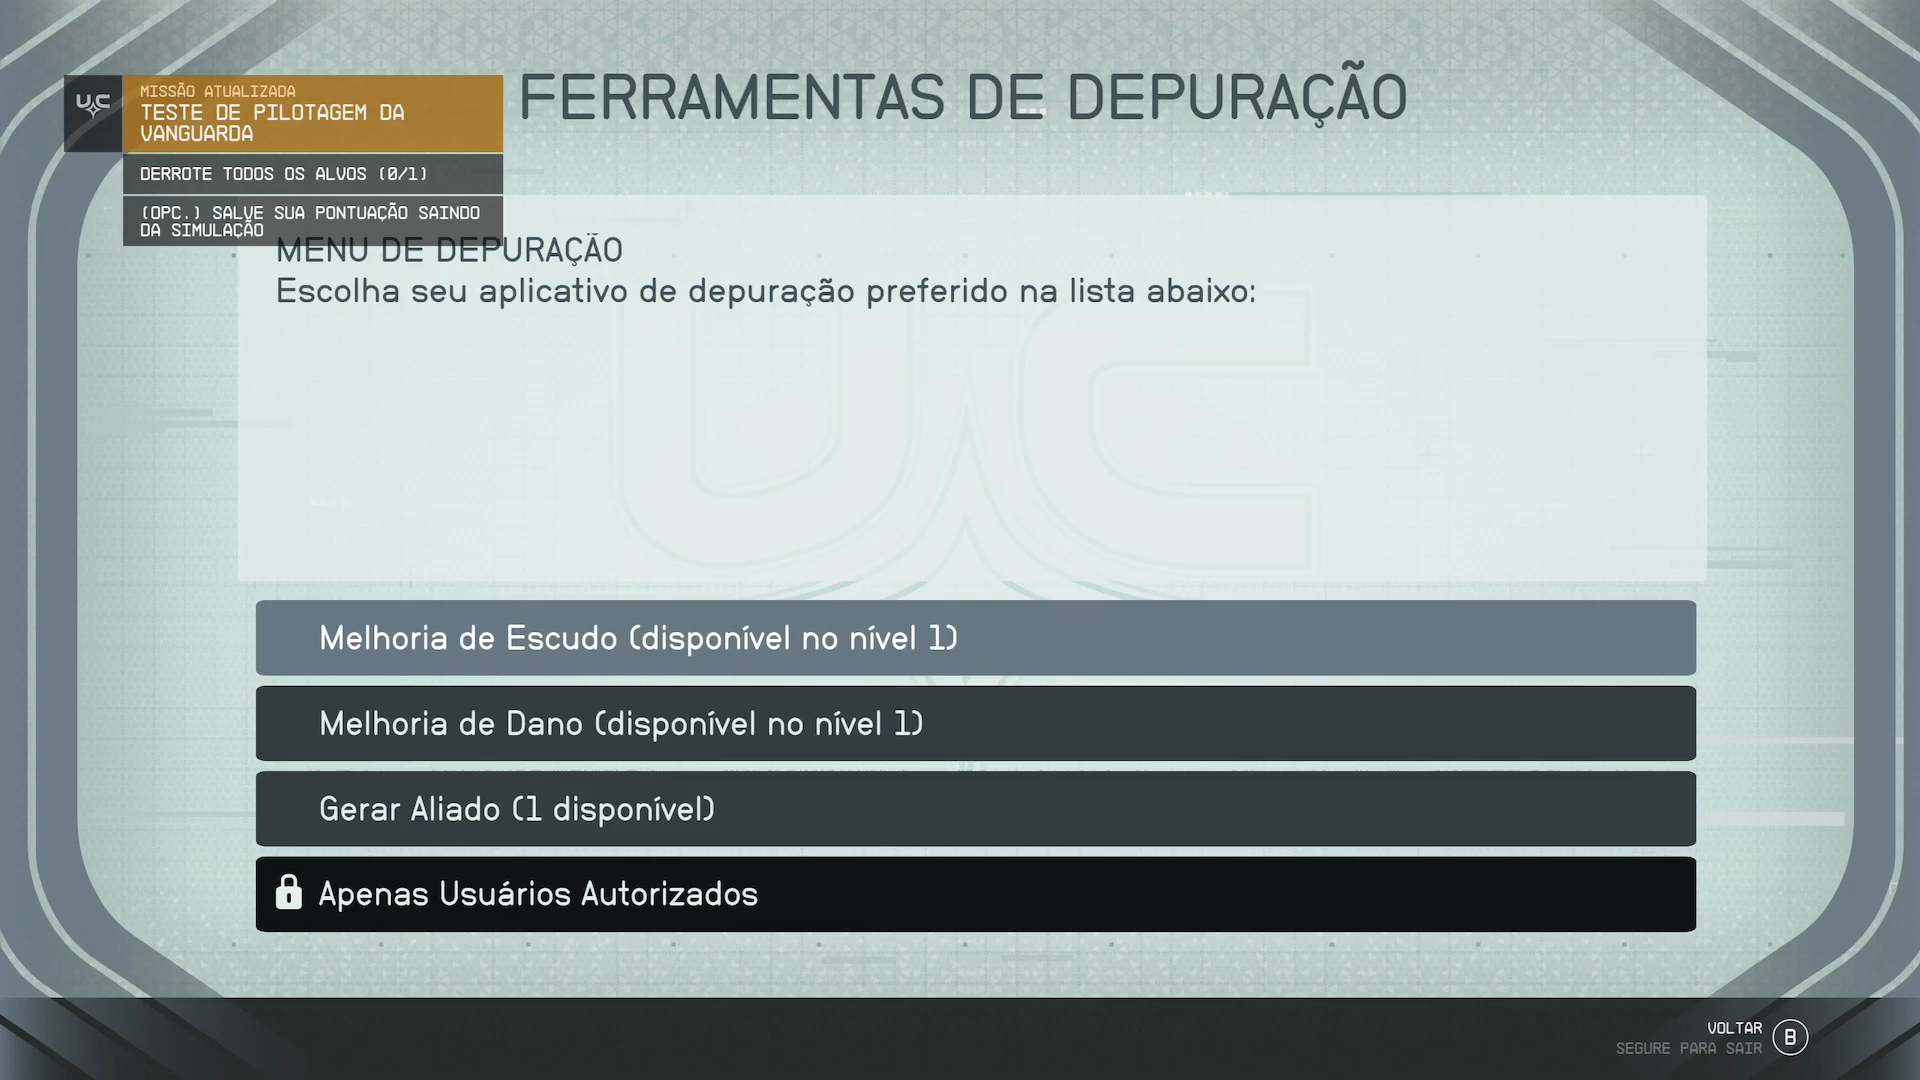 UC
MISSÃO ATUALIZADA
TESTE DE PILOTAGEM DA
VANGUARDA
DERROTE TODOS OS ALVOS (0/1)
(OPC.) SALVE SUA PONTUAÇÃO SAINDO
DA SIMULAÇÃO
FERRAMENTAS DE DEPURAÇÃO
MENU DE DEPURAÇÃO
Escolha seu aplicativo de depuração preferido na lista abaixo:
UC
Melhoria de Escudo (disponível no nível 1)
Melhoria de Dano (disponível no nível 1)
Gerar Aliado (1 disponível)
Apenas Usuários Autorizados
VOLTAR
SEGURE PARA SAIR
B